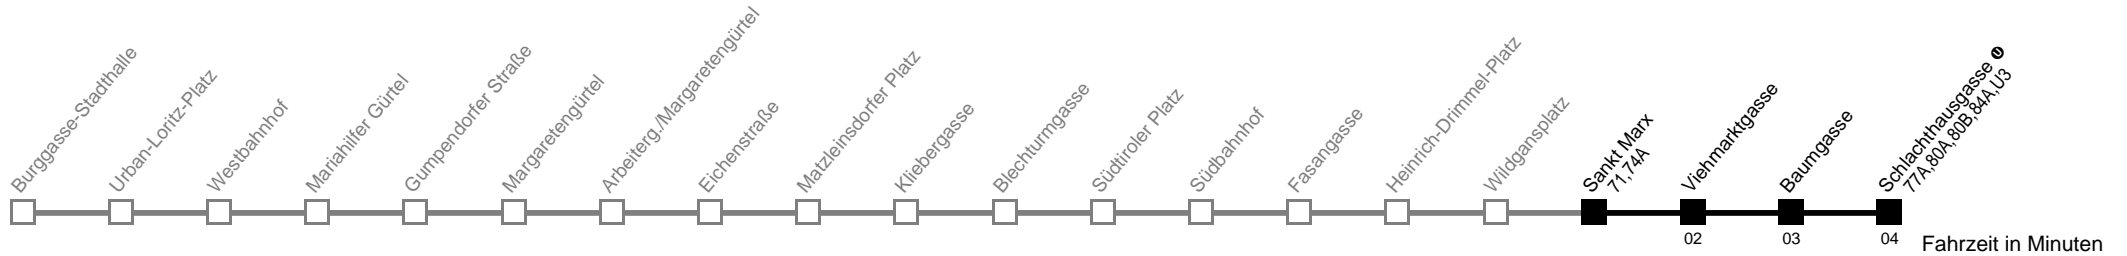 Burggasse-Stadthalle
Urban-Loritz-Platz
Westbahnhof
Mariahilfer Gürtel
Gumpendorfer Straße
Margaretengürtel
Arbeiterg./Margaretengürtel
Eichenstraße
Matzleinsdorfer Platz
Kliebergasse
Blechturmgasse
Südtiroler Platz
Südbahnhof
Fasangasse
Heinrich-Drimmel-Platz
Wildgansplatz
Sankt Marx
71,74A
Viehmarktgasse
Baumgasse
Schlachthausgasse U
77A,80A,80B,84A,U3
02 03 04 Fahrzeit in Minuten